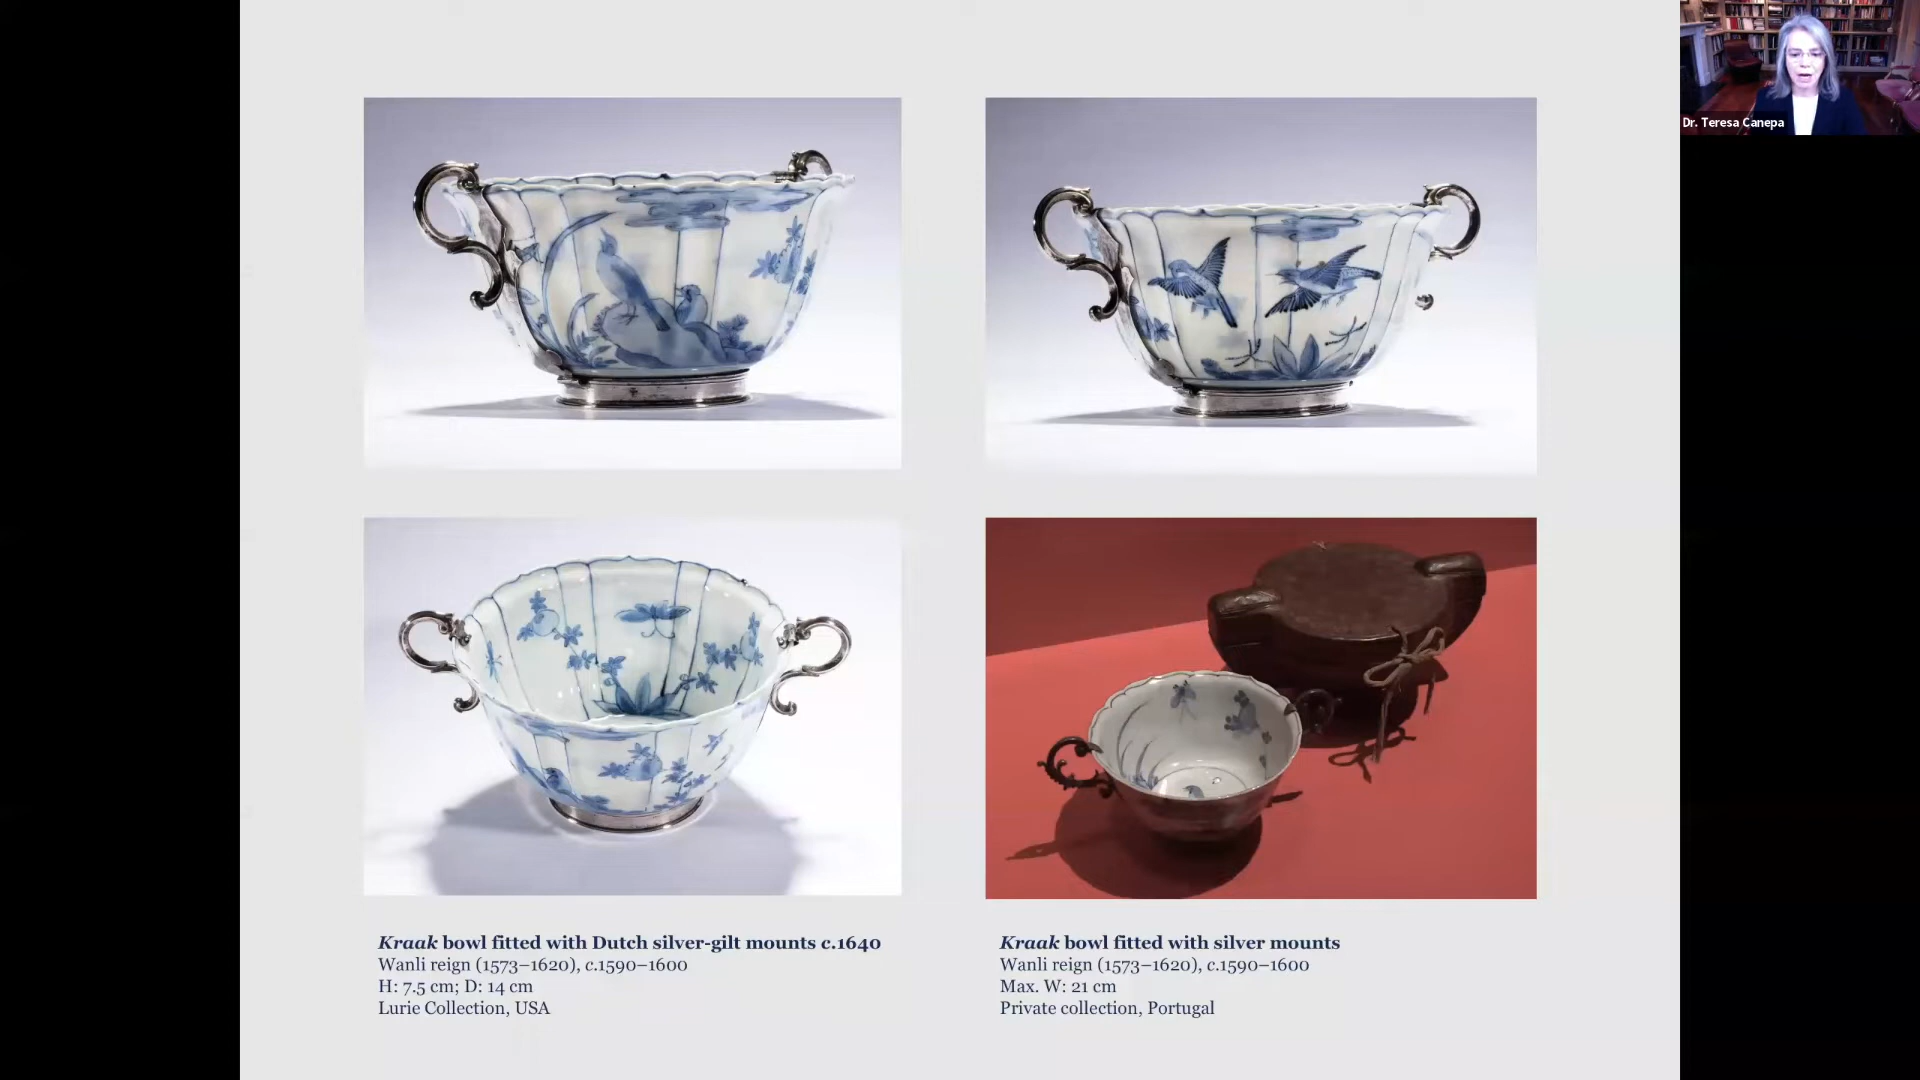 Dr. Teresa Canepa
Kraak bowl fitted with Dutch silver-gilt mounts c.1640
Wanli reign (1573–1620), c.1590–1600
H: 7.5 cm; D: 14 cm
Lurie Collection, USA
Kraak bowl fitted with silver mounts
Wanli reign (1573–1620), c.1590–1600
Max. W: 21 cm
Private collection, Portugal